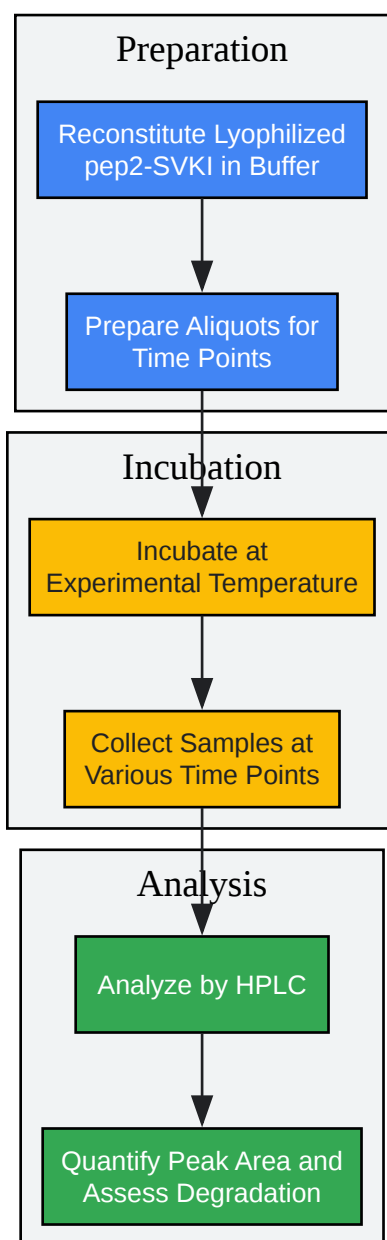 Preparation
Reconstitute Lyophilized
pep2-SVKI in Buffer
Prepare Aliquots for
Time Points
Incubation
Incubate at
Experimental Temperature
Collect Samples at
Various Time Points
Analysis
Analyze by HPLC
Quantify Peak Area and
Assess Degradation